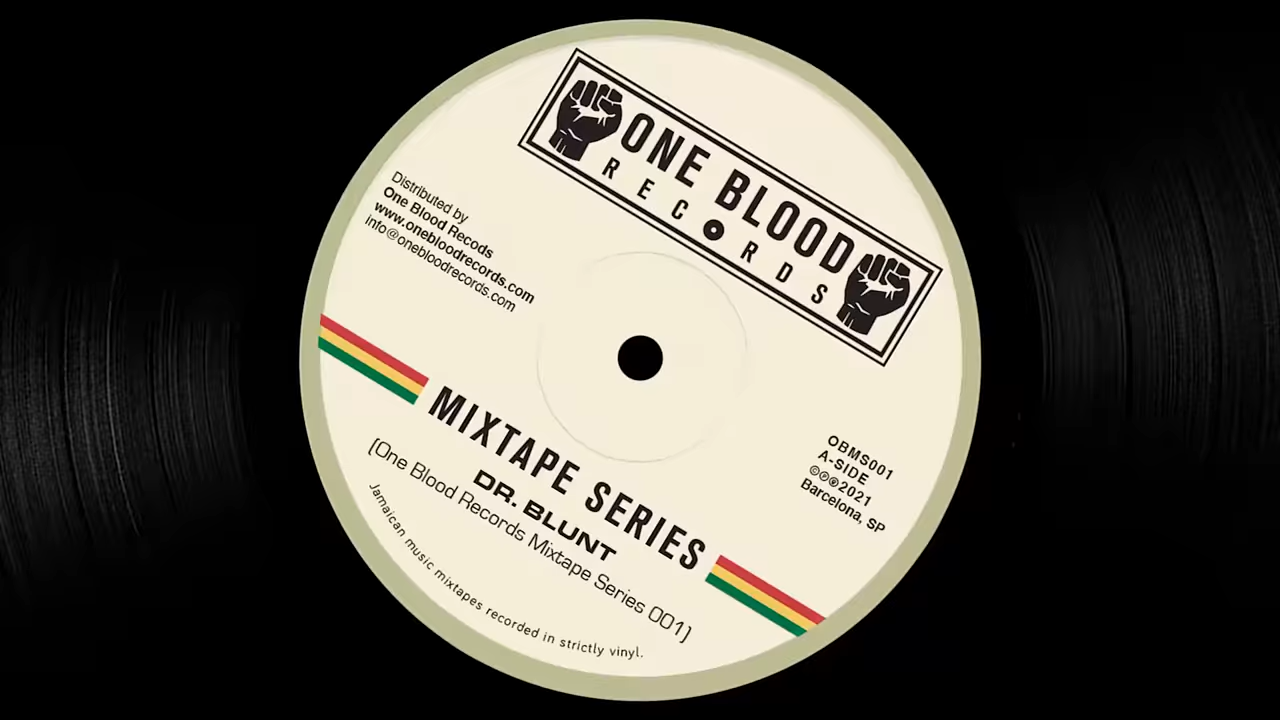 ONE BLOOD
RECORDS
Distributed by
One Blood Recods
www.onebloodrecords.com
info@onebloodrecords.com
OBMS001
A-SIDE
©℗®2021
Barcelona, SP
MIXTAPE SERIES
DR. BLUNT
[One Blood Records Mixtape Series 001]
Jamaican music mixtapes recorded in strictly vinyl.